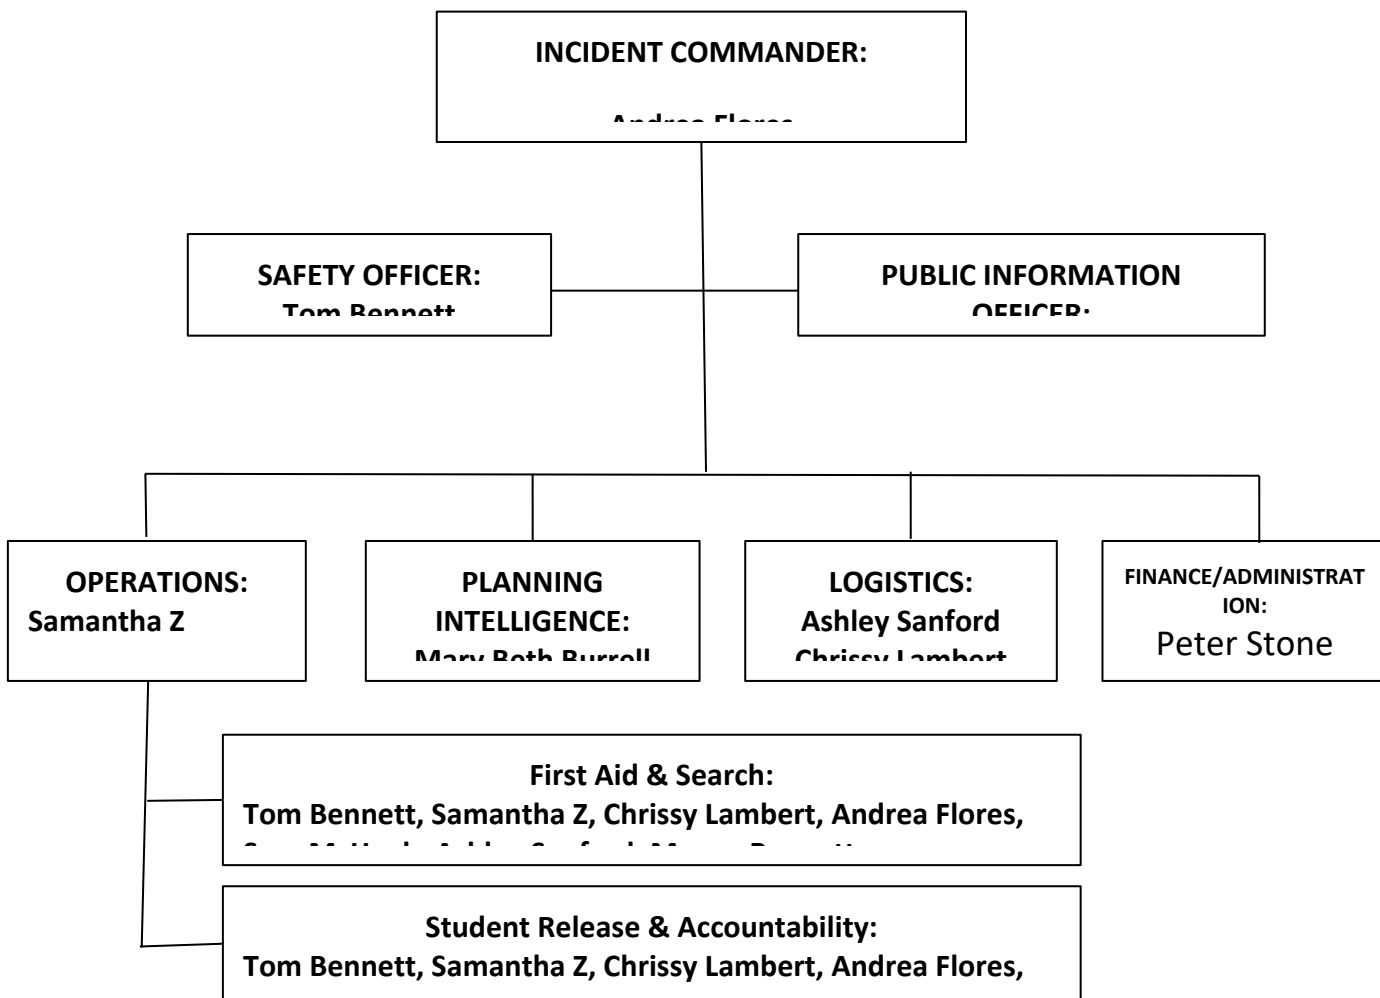 INCIDENT COMMANDER:
Andrea Flores
SAFETY OFFICER:
Tom Bennett
PUBLIC INFORMATION
OFFICER:
OPERATIONS:
Samantha Z
PLANNING
INTELLIGENCE:
Mary Beth Burrell
LOGISTICS:
Ashley Sanford
Chrissy Lambert
FINANCE/ADMINISTRAT
ION:
Peter Stone
First Aid & Search:
Tom Bennett, Samantha Z, Chrissy Lambert, Andrea Flores,
Ashley Sanford,
Student Release & Accountability:
Tom Bennett, Samantha Z, Chrissy Lambert, Andrea Flores,